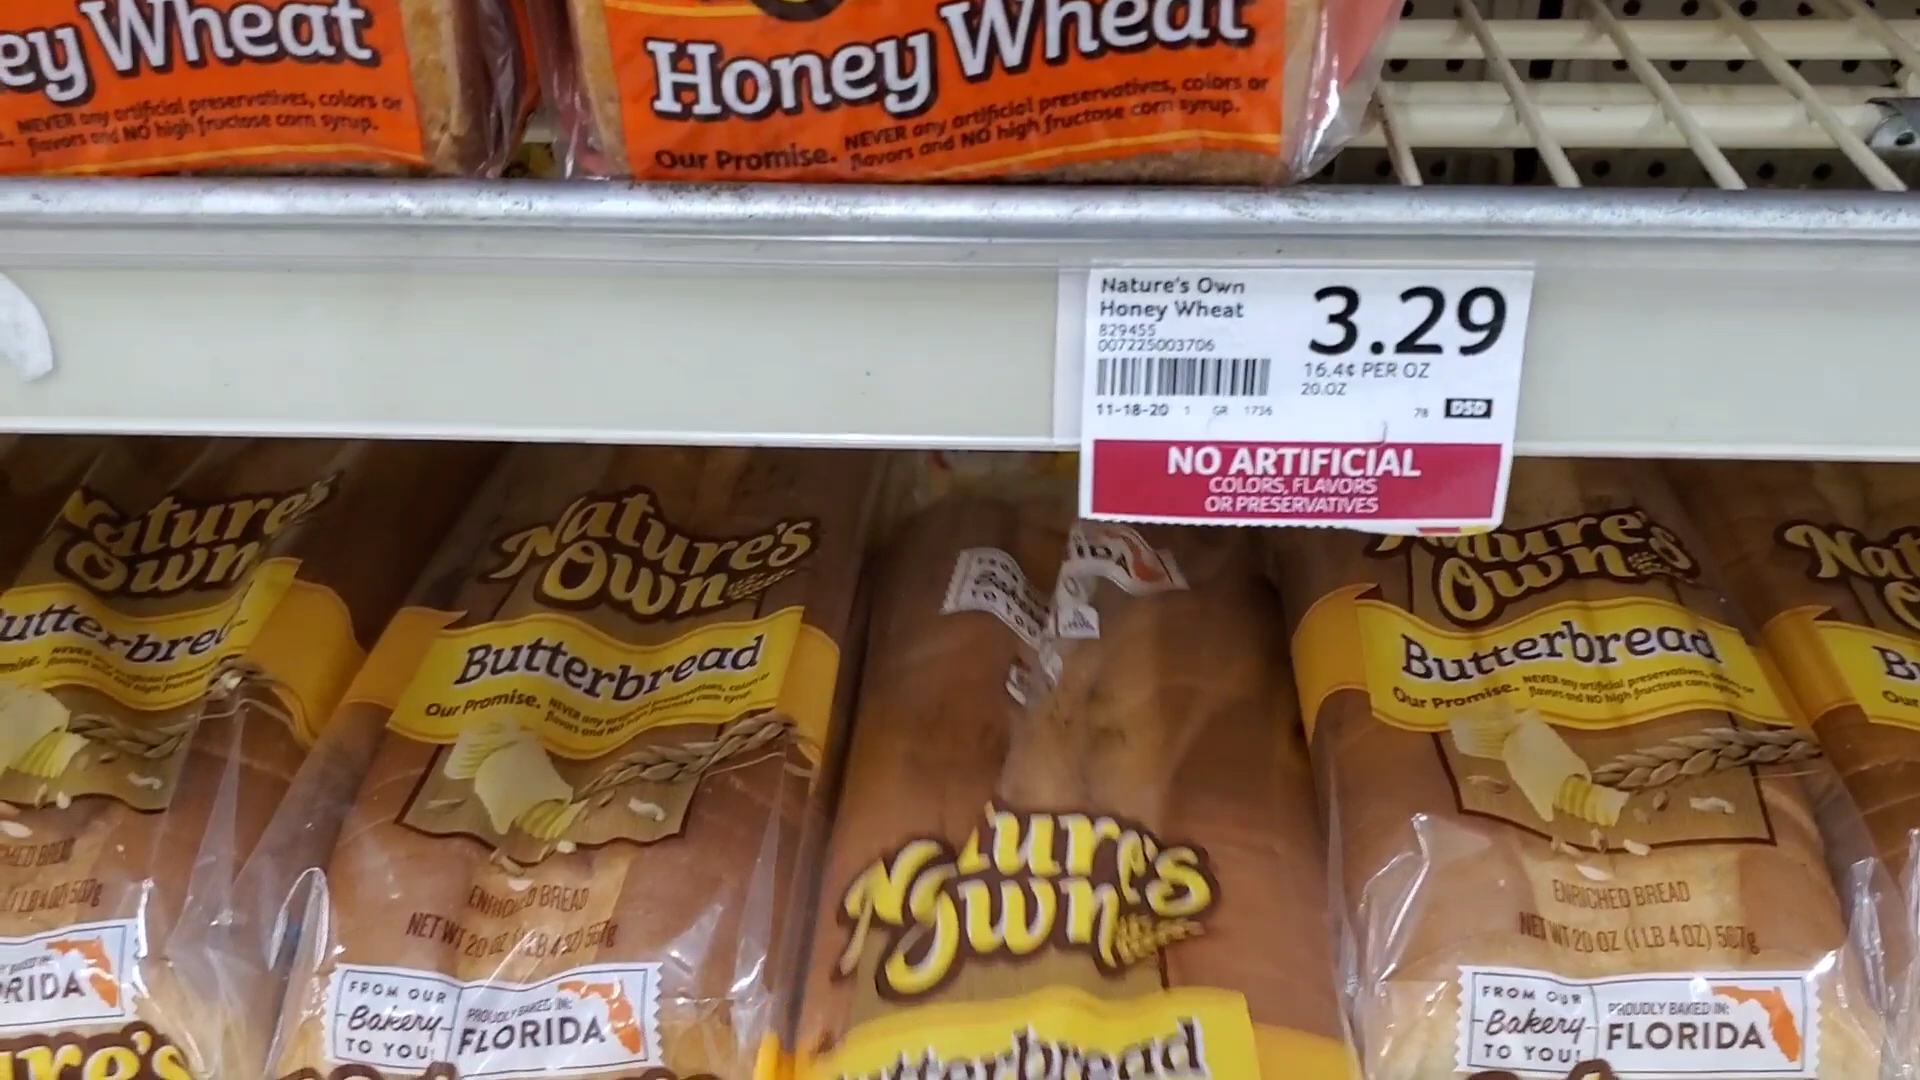 ey Wheat
NEVER any artificial preservatives, colors or
flavors and NO high fructose corn syrup.
Honey Wheat
Our Promise. NEVER any artificial preservatives, colors or
flavors and NO high fructose corn syrup.
Nature's Own
Honey Wheat
829455
007225003706
3.29
16.4¢ PER OZ
20.OZ
11-18-20 1 GR 1736
78 DSD
NO ARTIFICIAL
COLORS, FLAVORS
OR PRESERVATIVES
Nature's
Own
utterbre
Nature's
Own
Butterbread
Our Promise. NEVER any artificial preservatives, colors or
flavors and NO high fructose corn syrup.
ENRICHED BREAD
NET WT 20 OZ (1 LB 4 OZ) 567g
FROM OUR
Bakery
TO YOU!
PROUDLY BAKED IN:
FLORIDA
RIDA
ure's
Nature's
Own
utterbread
Nature's
Own
Butterbread
Our Promise. NEVER any artificial preservatives, colors or
flavors and NO high fructose corn syrup.
ENRICHED BREAD
NET WT 20 OZ (1 LB 4 OZ) 567g
FROM OUR
Bakery
TO YOU!
PROUDLY BAKED IN:
FLORIDA
Nat
B
Our